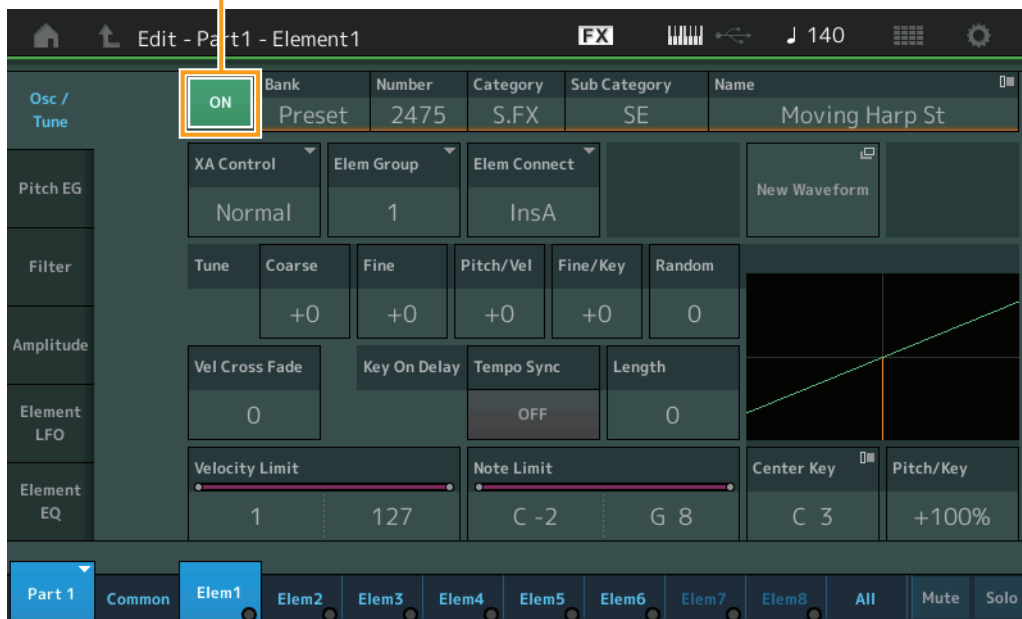 Edit - Part1 - Element1 FX ♩ 140
Osc / Tune
ON
Bank
Preset
Number
2475
Category
S.FX
Sub Category
SE
Name
Moving Harp St
Pitch EG
XA Control
Normal
Elem Group
1
Elem Connect
InsA
New Waveform
Filter
Tune
Coarse
+0
Fine
+0
Pitch/Vel
+0
Fine/Key
+0
Random
0
Amplitude
Vel Cross Fade
0
Key On Delay
Tempo Sync
OFF
Length
0
Element LFO
Element EQ
Velocity Limit
1 127
Note Limit
C -2 G 8
Center Key
C 3
Pitch/Key
+100%
Part 1 Common Elem1 Elem2 Elem3 Elem4 Elem5 Elem6 Elem7 Elem8 All Mute Solo